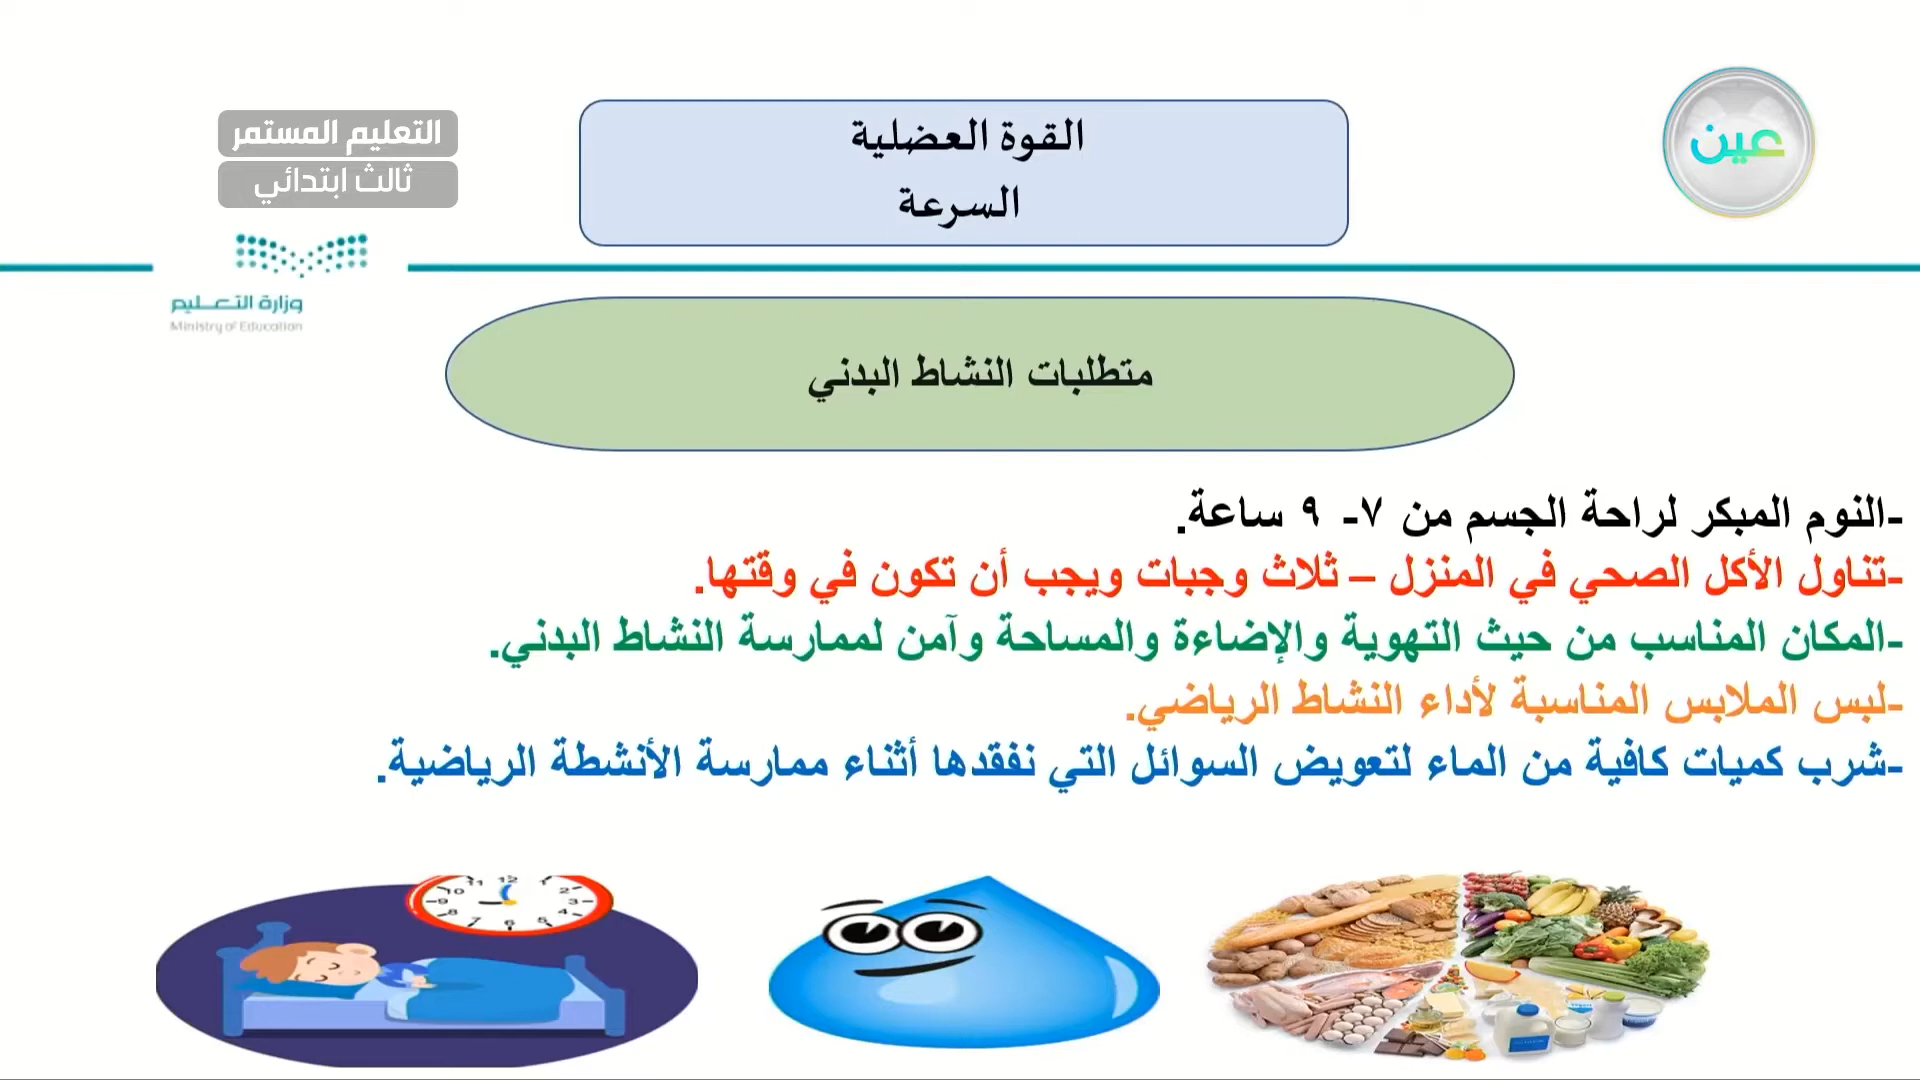 عين
التعليم المستمر
ثالث ابتدائي
القوة العضلية
السرعة
وزارة التعليم
Ministry of Education
متطلبات النشاط البدني
-النوم المبكر لراحة الجسم من ٧- ٩ ساعة.
-تناول الأكل الصحي في المنزل – ثلاث وجبات ويجب أن تكون في وقتها.
-المكان المناسب من حيث التهوية والإضاءة والمساحة وآمن لممارسة النشاط البدني.
-لبس الملابس المناسبة لأداء النشاط الرياضي.
-شرب كميات كافية من الماء لتعويض السوائل التي نفقدها أثناء ممارسة الأنشطة الرياضية.